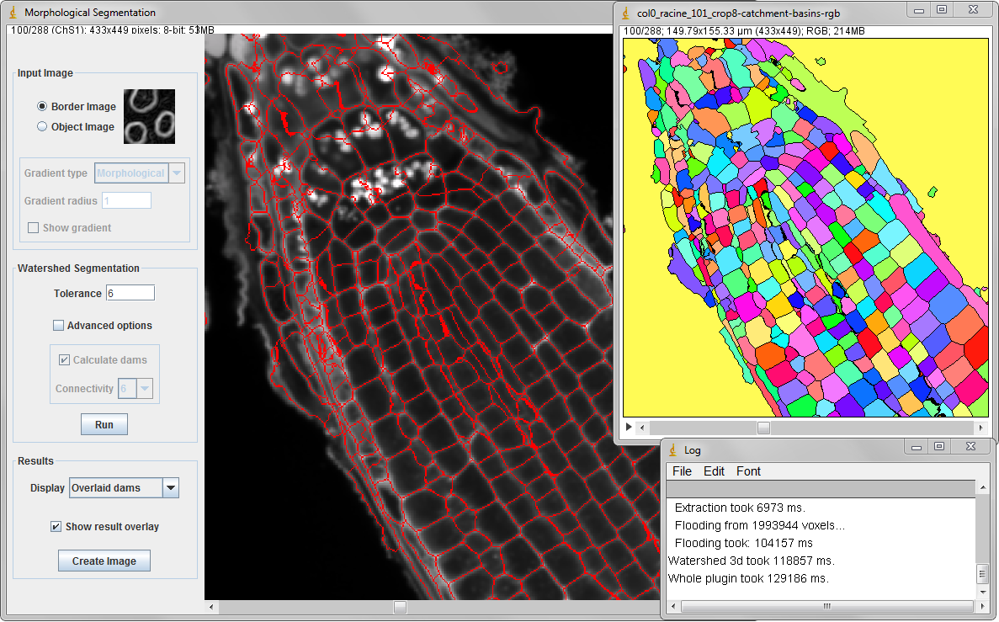 Morphological Segmentation
100/288 (ChS1); 433x449 pixels; 8-bit; 53MB
Input Image
Border Image
Object Image
Gradient type Morphological
Gradient radius 1
Show gradient
Watershed Segmentation
Tolerance 6
Advanced options
Calculate dams
Connectivity 6
Run
Results
Display Overlaid dams
Show result overlay
Create Image
col0_racine_101_crop8-catchment-basins-rgb
100/288; 149.79x155.33 µm (433x449); RGB; 214MB
Log
File Edit Font
Extraction took 6973 ms.
Flooding from 1993944 voxels...
Flooding took: 104157 ms
Watershed 3d took 118857 ms.
Whole plugin took 129186 ms.